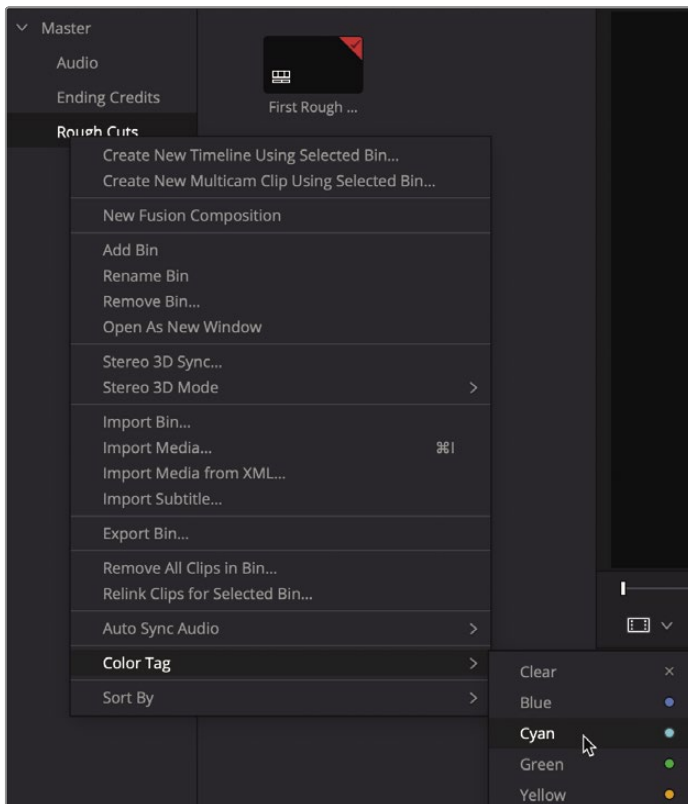 Master
Audio
Ending Credits
Rough Cuts
First Rough ...
Create New Timeline Using Selected Bin...
Create New Multicam Clip Using Selected Bin...
New Fusion Composition
Add Bin
Rename Bin
Remove Bin...
Open As New Window
Stereo 3D Sync...
Stereo 3D Mode
Import Bin...
Import Media... ⌘I
Import Media from XML...
Import Subtitle...
Export Bin...
Remove All Clips in Bin...
Relink Clips for Selected Bin...
Auto Sync Audio
Color Tag
Sort By
Clear
Blue
Cyan
Green
Yellow